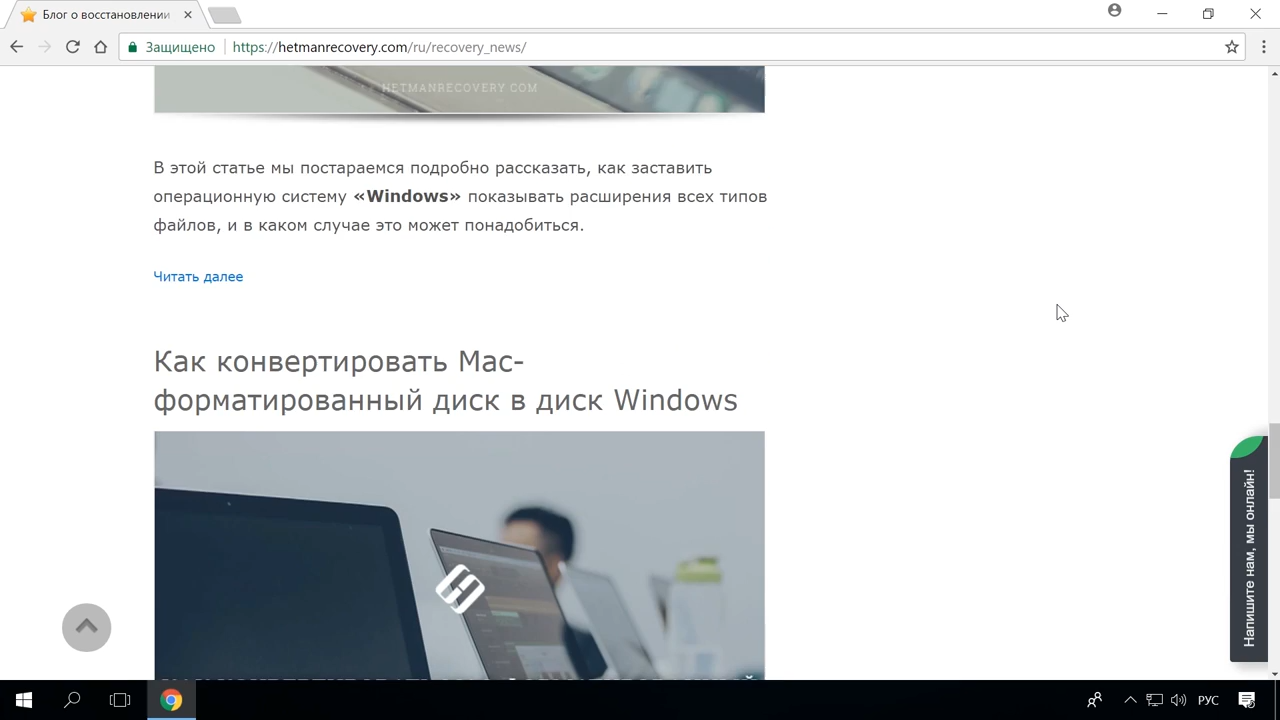 Блог о восстановлении
Защищено
https://hetmanrecovery.com/ru/recovery_news/
HETMANRECOVERY.COM
В этой статье мы постараемся подробно рассказать, как заставить
операционную систему «Windows» показывать расширения всех типов
файлов, и в каком случае это может понадобиться.
Читать далее
Как конвертировать Mac-
форматированный диск в диск Windows
Напишите нам, мы онлайн!
РУС